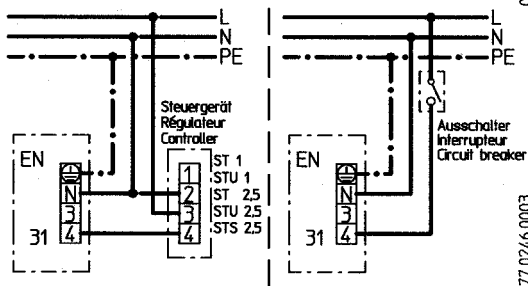 L
N
PE
Steuergerät
Régulateur
Controller
EN
N
3
4
31
1
2
3
4
ST 1
STU 1
ST 2,5
STU 2,5
STS 2,5
L
N
PE
Ausschalter
Interrupteur
Circuit breaker
EN
N
3
4
31
77.0246.0003